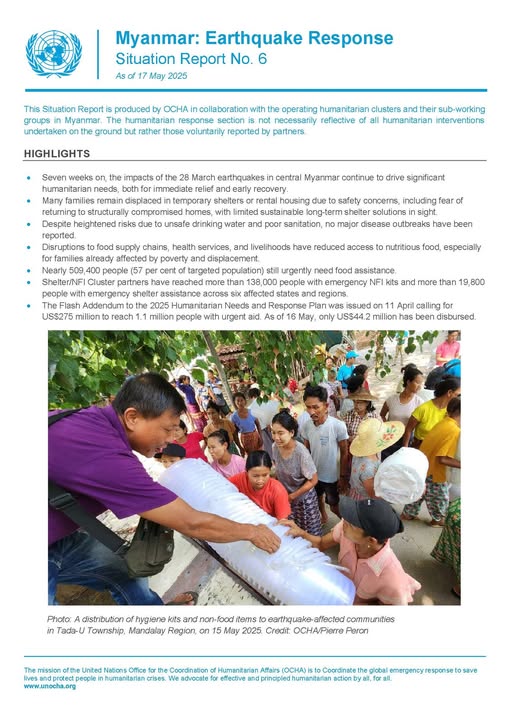 Myanmar: Earthquake Response
Situation Report No. 6
As of 17 May 2025
This Situation Report is produced by OCHA in collaboration with the operating humanitarian clusters and their sub-working
groups in Myanmar. The humanitarian response section is not necessarily reflective of all humanitarian interventions
undertaken on the ground but rather those voluntarily reported by partners.
HIGHLIGHTS
• Seven weeks on, the impacts of the 28 March earthquakes in central Myanmar continue to drive significant
humanitarian needs, both for immediate relief and early recovery.
• Many families remain displaced in temporary shelters or rental housing due to safety concerns, including fear of
returning to structurally compromised homes, with limited sustainable long-term shelter solutions in sight.
• Despite heightened risks due to unsafe drinking water and poor sanitation, no major disease outbreaks have been
reported.
• Disruptions to food supply chains, health services, and livelihoods have reduced access to nutritious food, especially
for families already affected by poverty and displacement.
• Nearly 509,400 people (57 per cent of targeted population) still urgently need food assistance.
• Shelter/NFI Cluster partners have reached more than 138,000 people with emergency NFI kits and more than 19,800
people with emergency shelter assistance across six affected states and regions.
• The Flash Addendum to the 2025 Humanitarian Needs and Response Plan was issued on 11 April calling for
US$275 million to reach 1.1 million people with urgent aid. As of 16 May, only US$44.2 million has been disbursed.
Photo: A distribution of hygiene kits and non-food items to earthquake-affected communities
in Tada-U Township, Mandalay Region, on 15 May 2025. Credit: OCHA/Pierre Peron
The mission of the United Nations Office for the Coordination of Humanitarian Affairs (OCHA) is to Coordinate the global emergency response to save
lives and protect people in humanitarian crises. We advocate for effective and principled humanitarian action by all, for all.
www.unocha.org